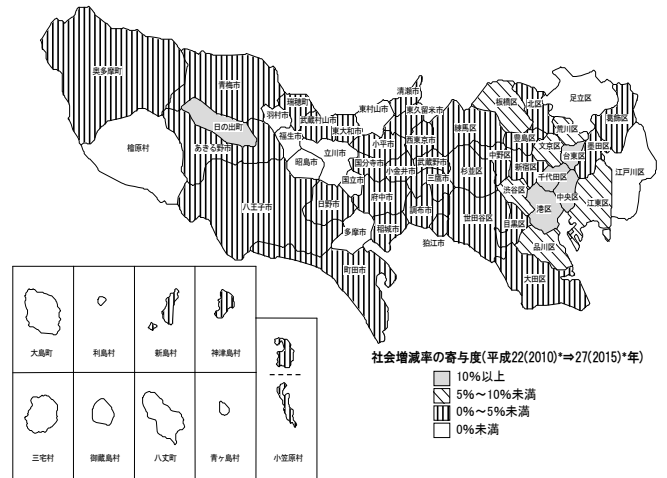 清瀬市
奥多摩町
青梅市
瑞穂町
東村山市
東久留米市
板橋区
北区
足立区
羽村市
武蔵村山市
東大和市
葛飾区
日の出町
福生市
小平市
西東京市
練馬区
豊島区
荒川区
文京区
墨田区
台東区
檜原村
あきる野市
昭島市
立川市
国分寺市
小金井市
武蔵野市
中野区
杉並区
新宿区
千代田区
江戸川区
国立市
三鷹市
渋谷区
中央区
江東区
八王子市
日野市
府中市
調布市
世田谷区
目黒区
港区
多摩市
稲城市
狛江市
品川区
町田市
大田区
大島町
利島村
新島村
神津島村
三宅村
御蔵島村
八丈町
青ヶ島村
小笠原村
社会増減率の寄与度(平成22(2010)*⇒27(2015)*年)
10%以上
5%～10%未満
0%～5%未満
0%未満